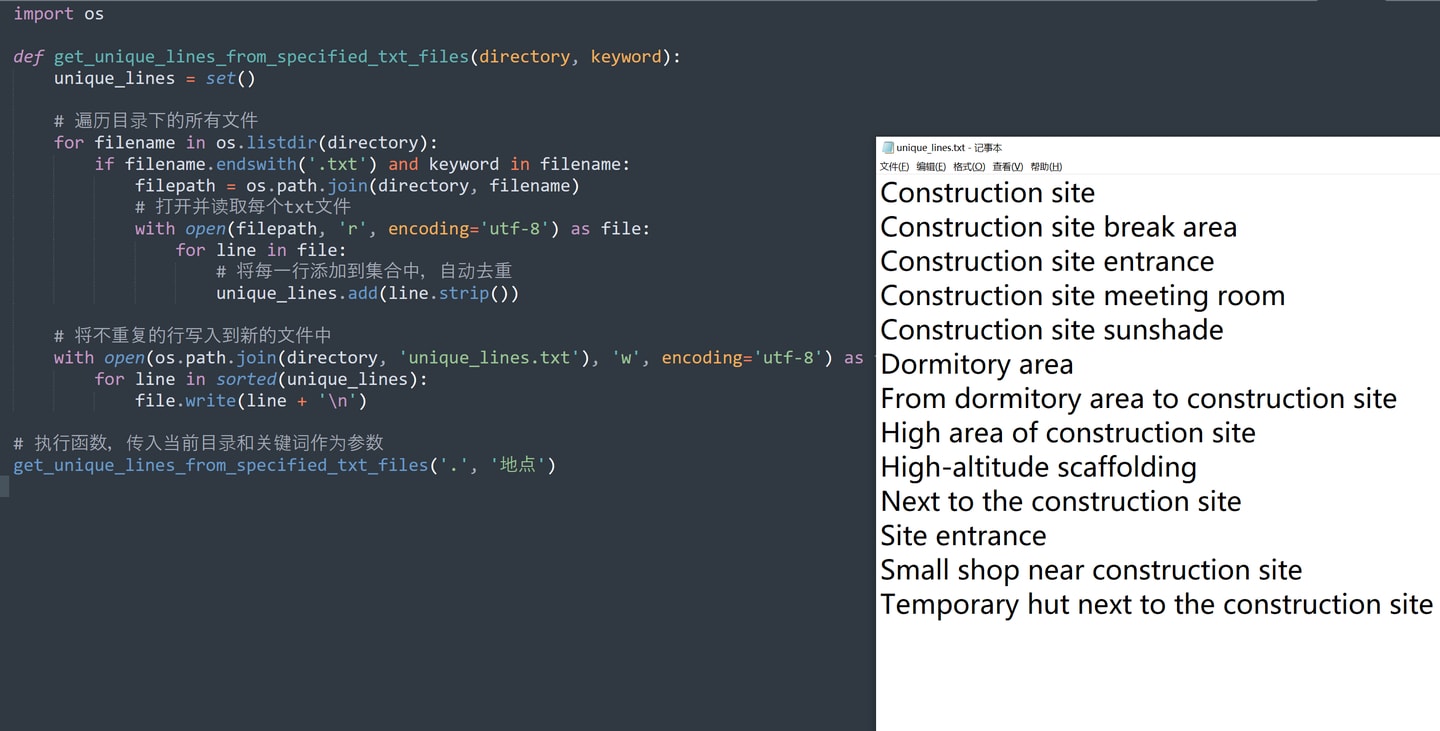 import os
def get_unique_lines_from_specified_txt_files(directory, keyword):
    unique_lines = set()
    # 遍历目录下的所有文件
    for filename in os.listdir(directory):
        if filename.endswith('.txt') and keyword in filename:
            filepath = os.path.join(directory, filename)
            # 打开并读取每个txt文件
            with open(filepath, 'r', encoding='utf-8') as file:
                for line in file:
                    # 将每一行添加到集合中，自动去重
                    unique_lines.add(line.strip())
    # 将不重复的行写入到新的文件中
    with open(os.path.join(directory, 'unique_lines.txt'), 'w', encoding='utf-8') as
        for line in sorted(unique_lines):
            file.write(line + '\n')
# 执行函数，传入当前目录和关键词作为参数
get_unique_lines_from_specified_txt_files('.', '地点')
unique_lines.txt - 记事本
文件(F) 编辑(E) 格式(O) 查看(V) 帮助(H)
Construction site
Construction site break area
Construction site entrance
Construction site meeting room
Construction site sunshade
Dormitory area
From dormitory area to construction site
High area of construction site
High-altitude scaffolding
Next to the construction site
Site entrance
Small shop near construction site
Temporary hut next to the construction site